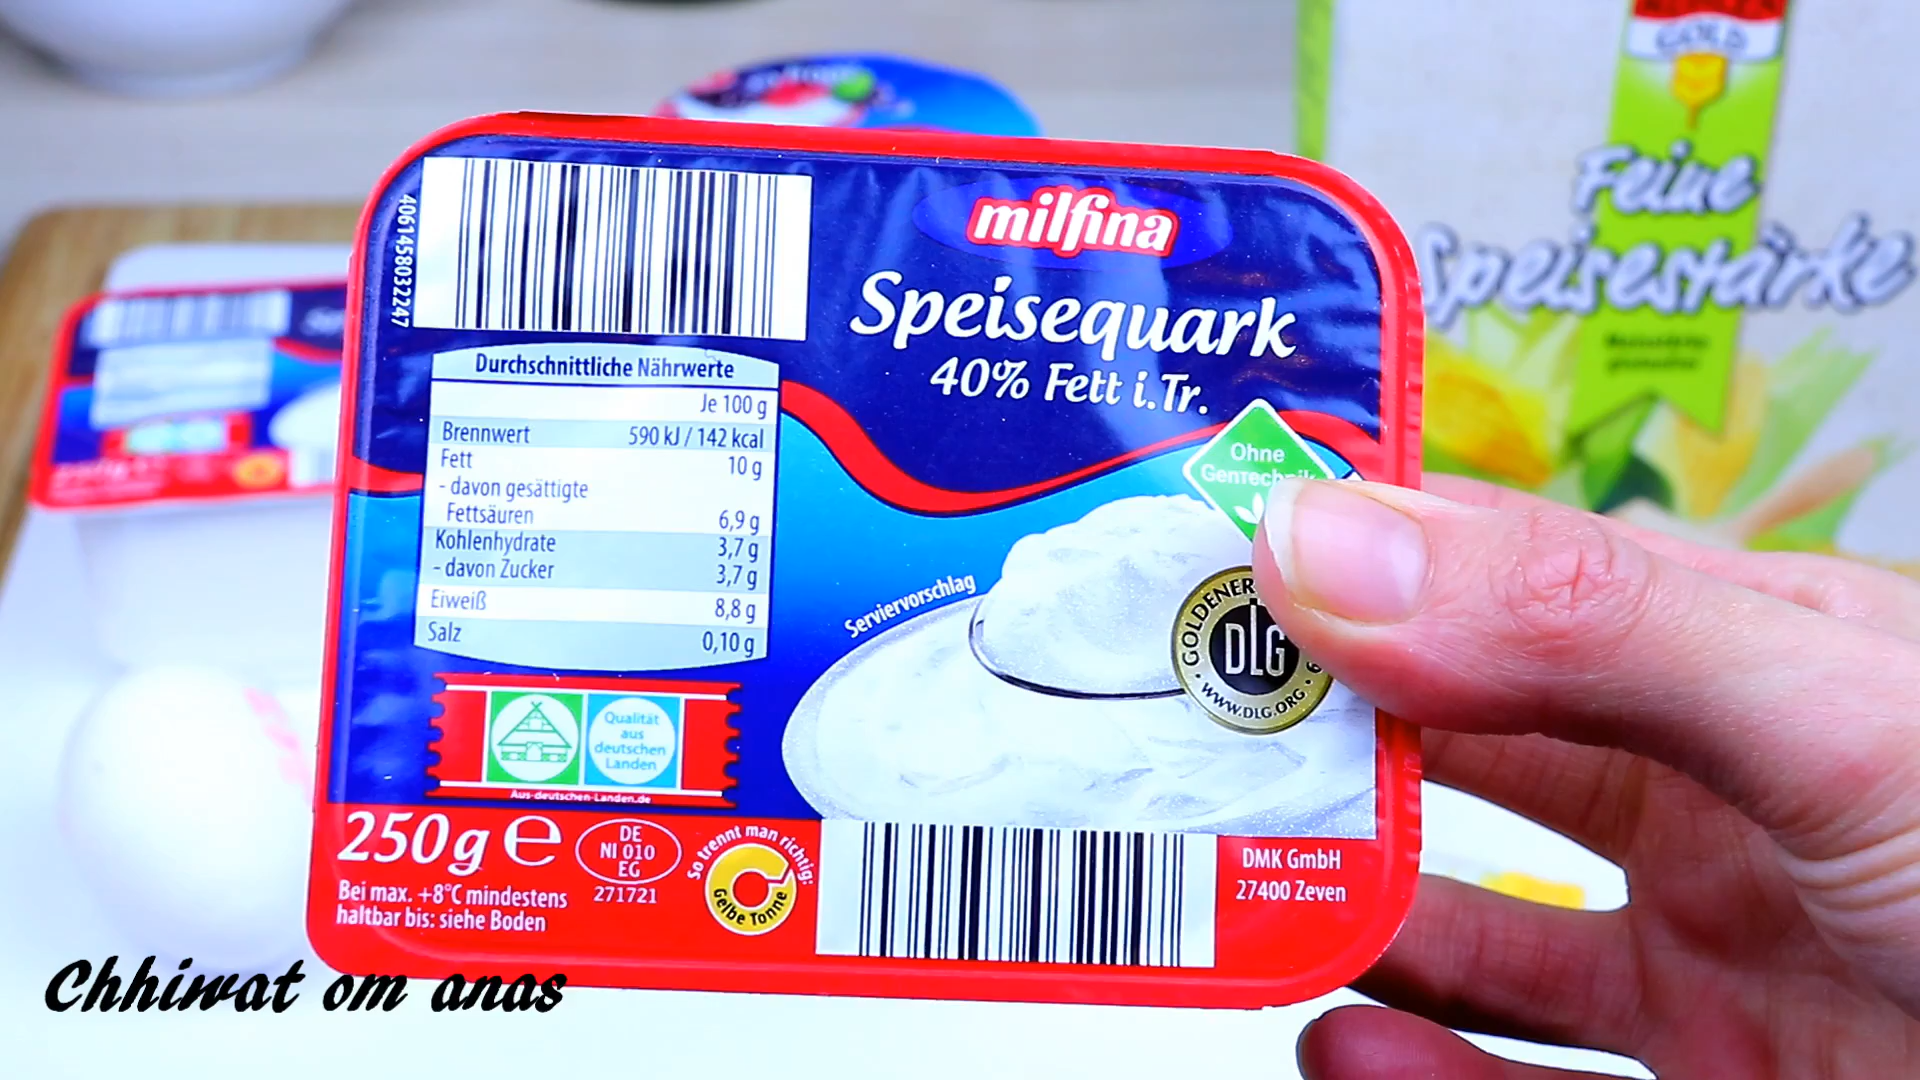 4061458032247
milfina
Speisequark
40% Fett i.Tr.
Durchschnittliche Nährwerte
Je 100 g
Brennwert 590 kJ / 142 kcal
Fett 10 g
- davon gesättigte
Fettsäuren 6,9 g
Kohlenhydrate 3,7 g
- davon Zucker 3,7 g
Eiweiß 8,8 g
Salz 0,10 g
Ohne
Serviervorschlag
GOLDENER
DLG
WWW.DLG.ORG
Qualität
aus
deutschen
Landen
Aus-deutschen-Landen.de
250g e
DE
NI 010
EG
271721
So trennt man richtig:
Gelbe Tonne
Bei max. +8°C mindestens
haltbar bis: siehe Boden
DMK GmbH
27400 Zeven
GOLD
Feine
Speisestärke
Chhiwat om anas